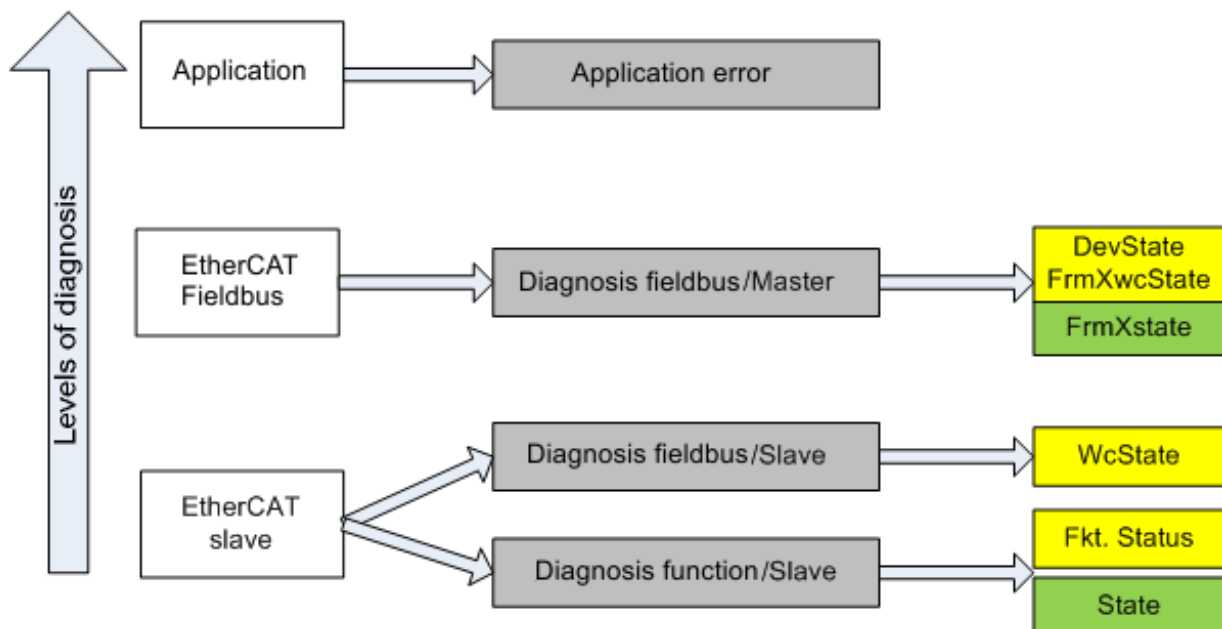 Levels of diagnosis
Application
Application error
EtherCAT
Fieldbus
Diagnosis fieldbus/Master
DevState
FrmXwcState
FrmXstate
EtherCAT
slave
Diagnosis fieldbus/Slave
WcState
Diagnosis function/Slave
Fkt. Status
State